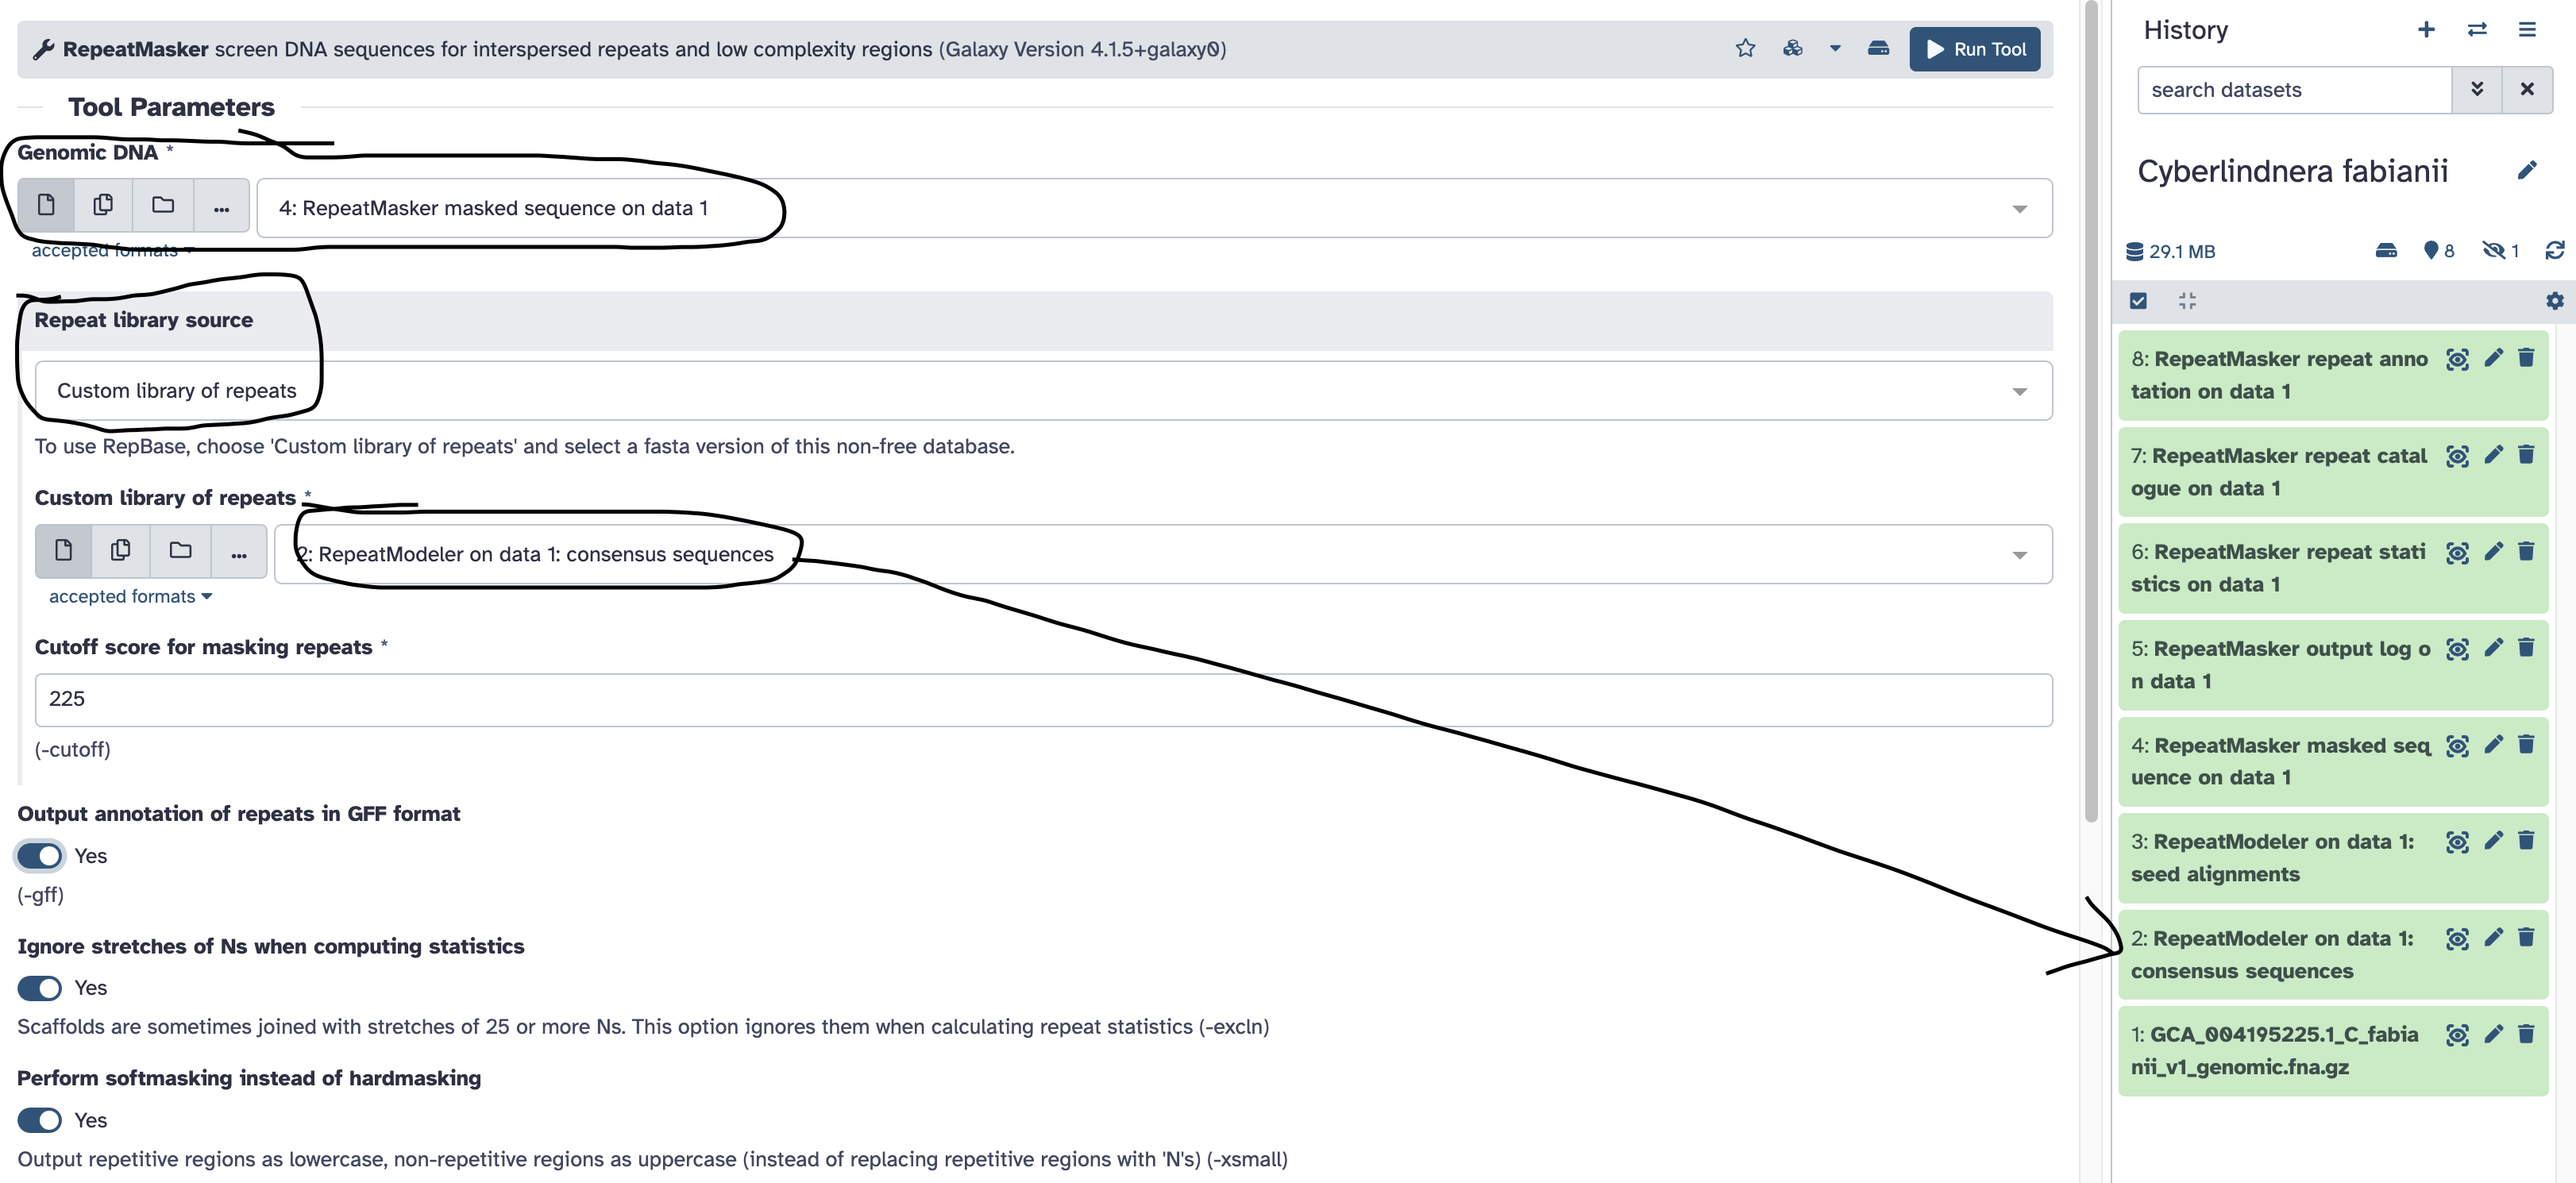 RepeatMasker screen DNA sequences for interspersed repeats and low complexity regions (Galaxy Version 4.1.5+galaxy0)
Run Tool
Tool Parameters
Genomic DNA *
4: RepeatMasker masked sequence on data 1
accepted formats
Repeat library source
Custom library of repeats
To use RepBase, choose 'Custom library of repeats' and select a fasta version of this non-free database.
Custom library of repeats *
2: RepeatModeler on data 1: consensus sequences
accepted formats
Cutoff score for masking repeats *
225
(-cutoff)
Output annotation of repeats in GFF format
Yes
(-gff)
Ignore stretches of Ns when computing statistics
Yes
Scaffolds are sometimes joined with stretches of 25 or more Ns. This option ignores them when calculating repeat statistics (-excln)
Perform softmasking instead of hardmasking
Yes
Output repetitive regions as lowercase, non-repetitive regions as uppercase (instead of replacing repetitive regions with 'N's) (-xsmall)
History
search datasets
Cyberlindnera fabianii
29.1 MB
8
1
8: RepeatMasker repeat anno
tation on data 1
7: RepeatMasker repeat catal
ogue on data 1
6: RepeatMasker repeat stati
stics on data 1
5: RepeatMasker output log o
n data 1
4: RepeatMasker masked seq
uence on data 1
3: RepeatModeler on data 1:
seed alignments
2: RepeatModeler on data 1:
consensus sequences
1: GCA_004195225.1_C_fabia
nii_v1_genomic.fna.gz